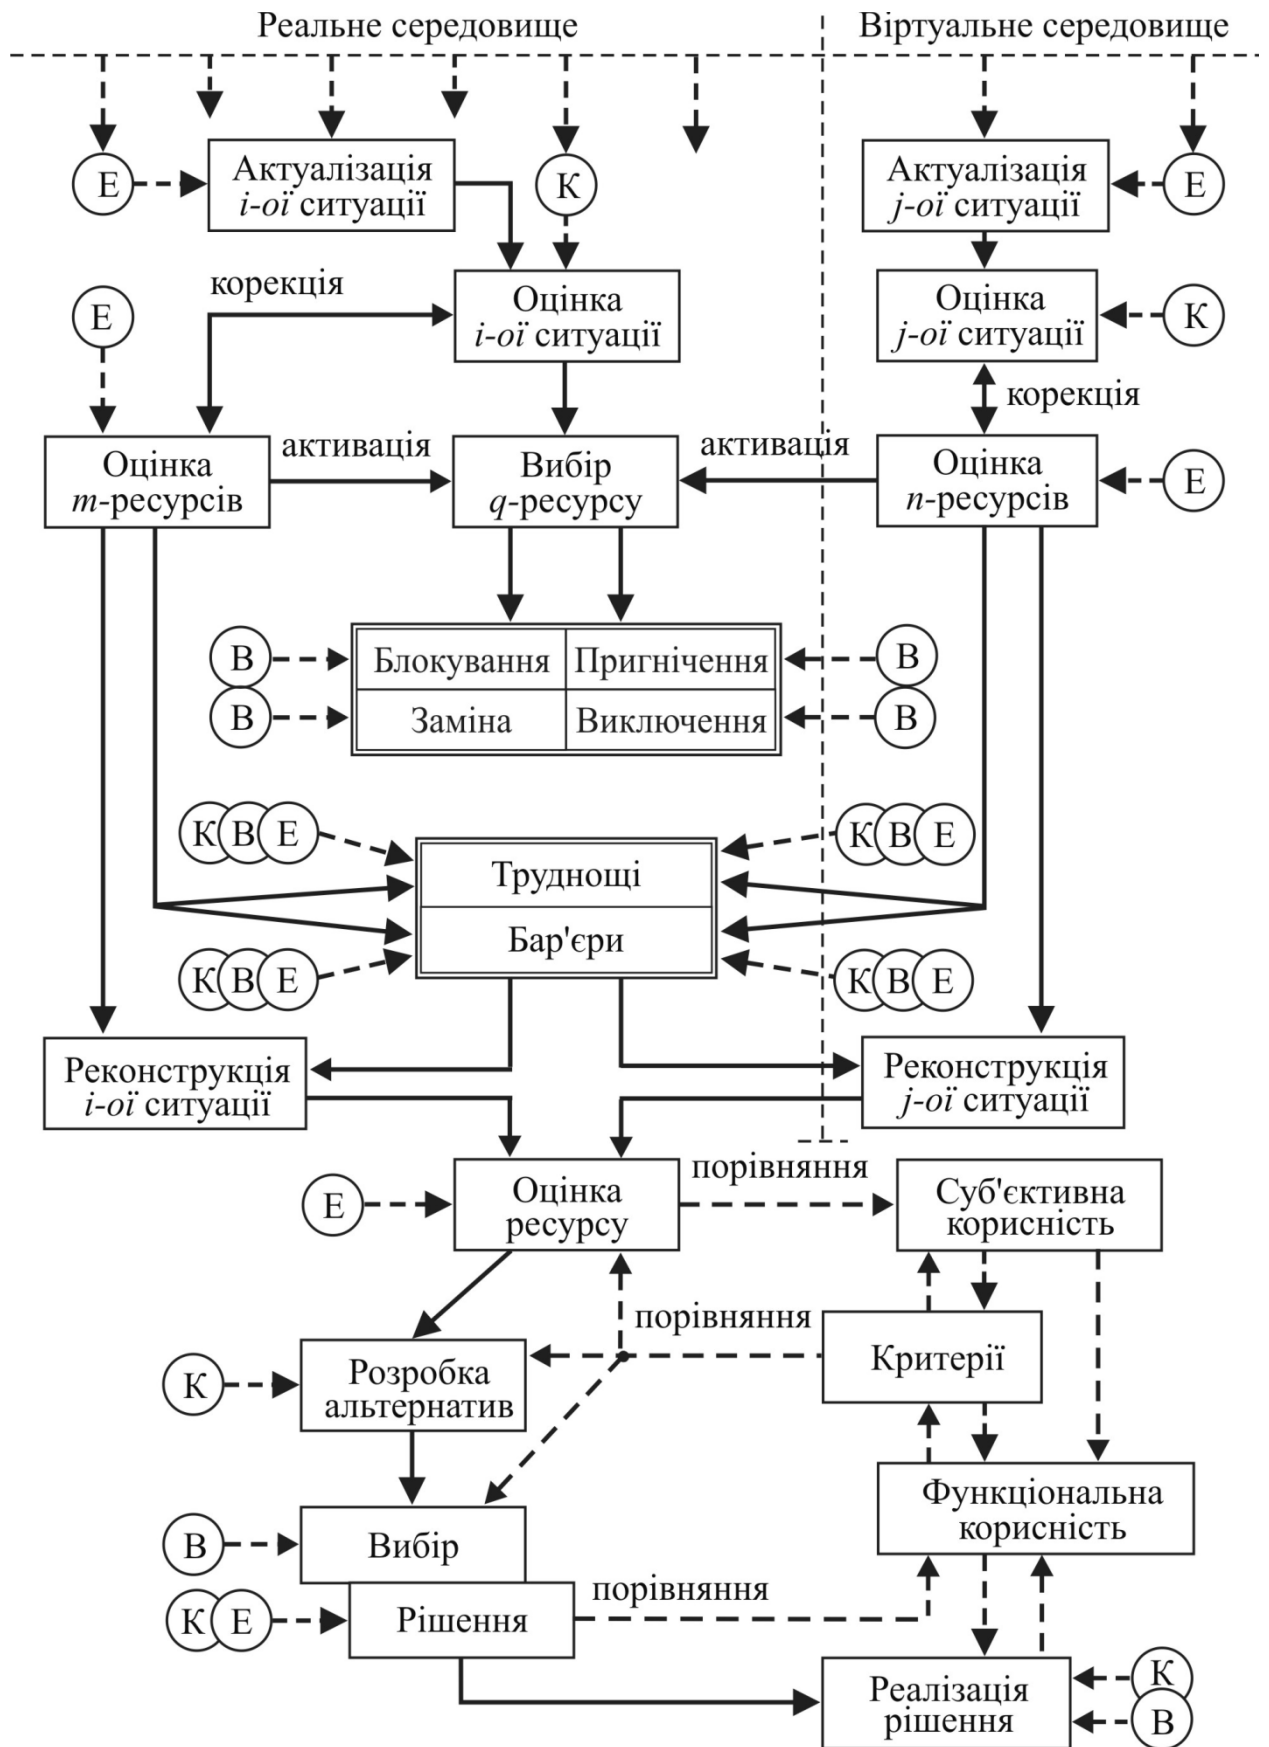 Реальне середовище
Віртуальне середовище
Е
Актуалізація
і-ої ситуації
К
Актуалізація
j-ої ситуації
Е
корекція
Е
Оцінка
і-ої ситуації
Оцінка
j-ої ситуації
К
корекція
Оцінка
m-ресурсів
активація
Вибір
q-ресурсу
активація
Оцінка
n-ресурсів
Е
В
Блокування
Пригнічення
В
В
Заміна
Виключення
В
К В Е
К В Е
Труднощі
Бар'єри
К В Е
К В Е
Реконструкція
і-ої ситуації
Реконструкція
j-ої ситуації
Е
Оцінка
ресурсу
порівняння
Суб'єктивна
корисність
порівняння
К
Розробка
альтернатив
Критерії
Функціональна
корисність
В
Вибір
К Е
Рішення
порівняння
Реалізація
рішення
К
В